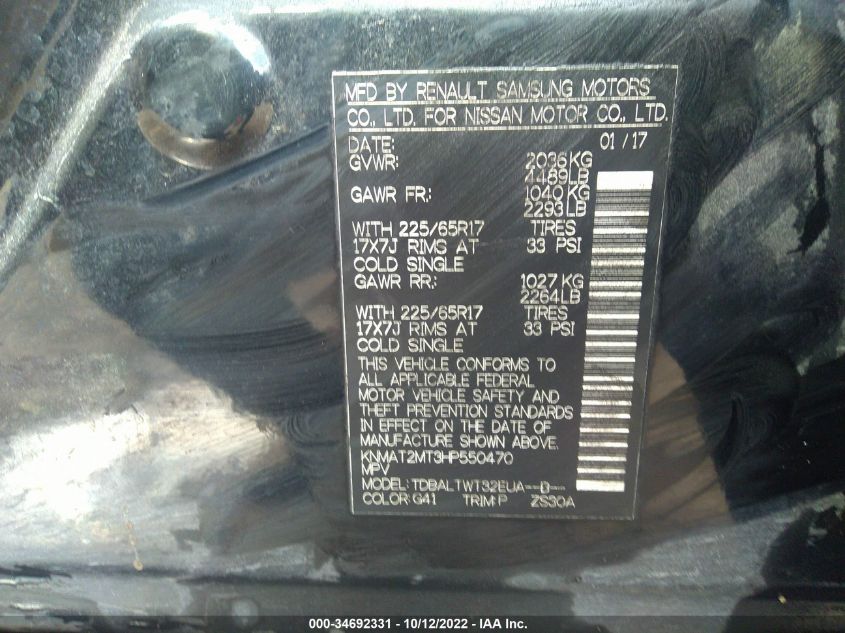 MFD BY RENAULT SAMSUNG MOTORS
CO., LTD. FOR NISSAN MOTOR CO., LTD.
DATE: 01/17
GVWR: 2036KG
4489LB
GAWR FR: 1040KG
2293LB
WITH 225/65R17 TIRES
17X7J RIMS AT 33 PSI
COLD SINGLE
GAWR RR: 1027KG
2264LB
WITH 225/65R17 TIRES
17X7J RIMS AT 33 PSI
COLD SINGLE
THIS VEHICLE CONFORMS TO
ALL APPLICABLE FEDERAL
MOTOR VEHICLE SAFETY AND
THEFT PREVENTION STANDARDS
IN EFFECT ON THE DATE OF
MANUFACTURE SHOWN ABOVE.
KNMAT2MT3HP550470
MPV
MODEL: TDBALTWT32EUA--D--
COLOR: G41 TRIM: P ZS30A
000-34692331 - 10/12/2022 - IAA Inc.